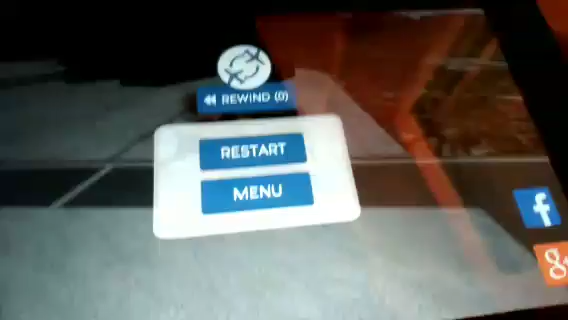 REWIND (0)
RESTART
MENU
f
g+